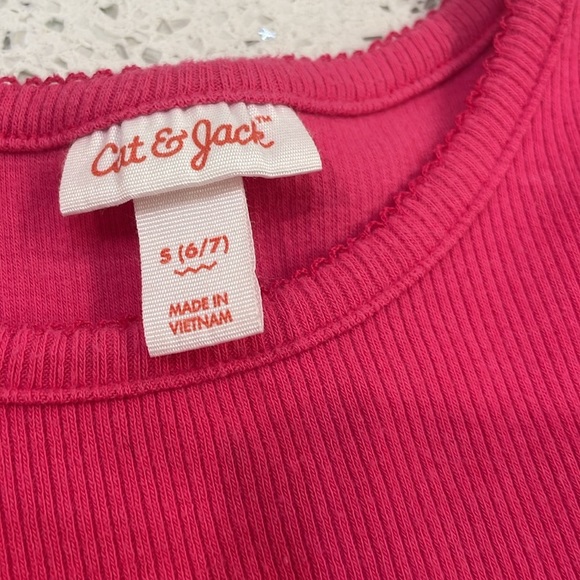 Cat & Jack™
S (6/7)
MADE IN
VIETNAM